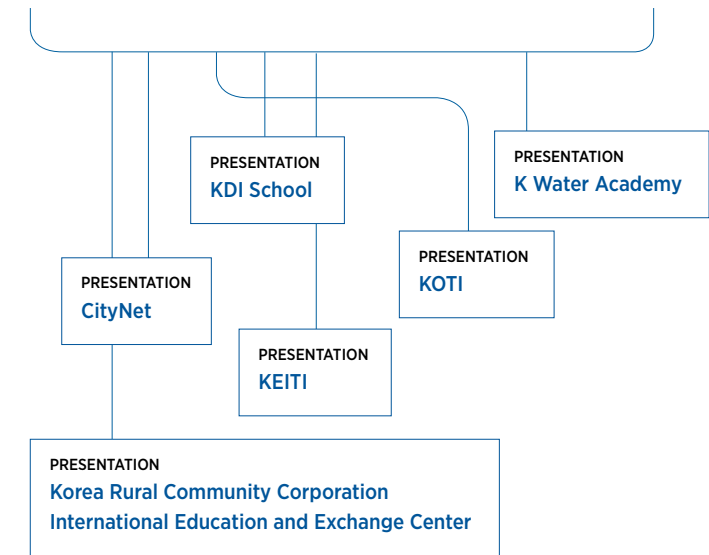 PRESENTATION
KDI School
PRESENTATION
K Water Academy
PRESENTATION
KOTI
PRESENTATION
CityNet
PRESENTATION
KEITI
PRESENTATION
Korea Rural Community Corporation
International Education and Exchange Center